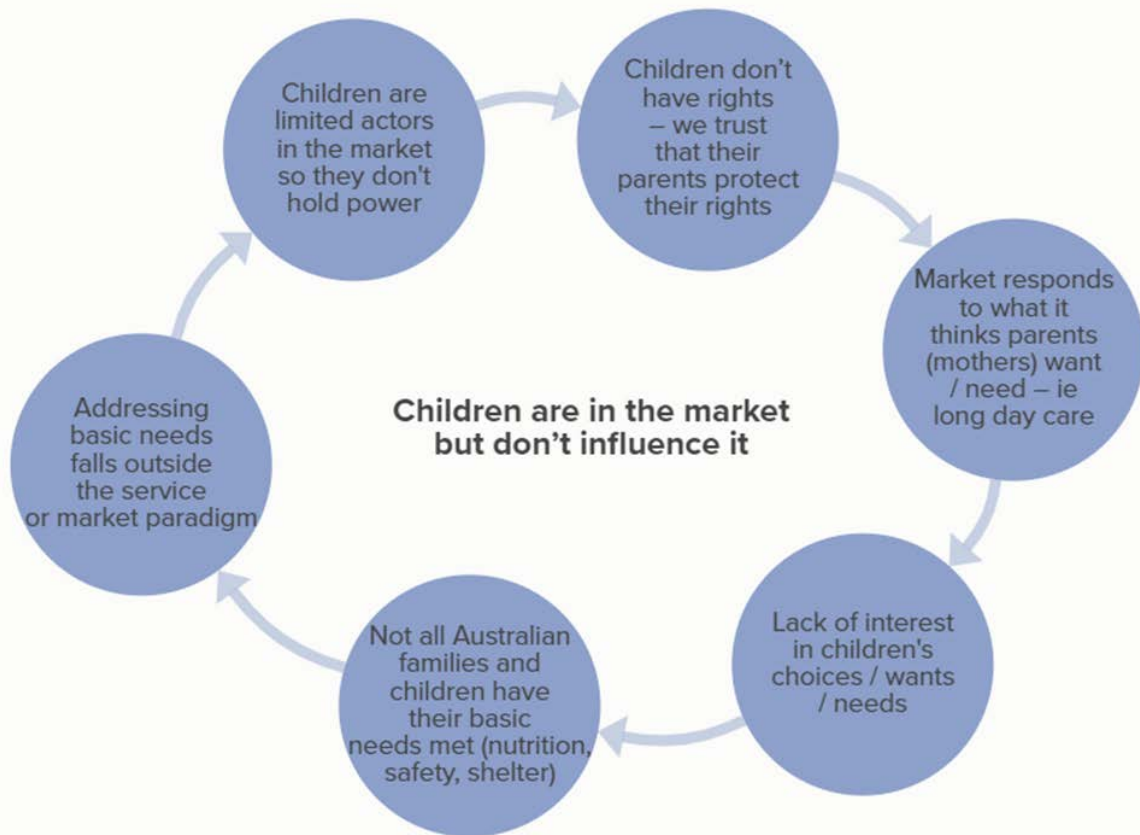 Children are
limited actors
in the market
so they don't
hold power
Children don't
have rights
– we trust
that their
parents protect
their rights
Market responds
to what it
thinks parents
(mothers) want
/ need – ie
long day care
Lack of interest
in children's
choices / wants
/ needs
Not all Australian
families and
children have
their basic
needs met (nutrition,
safety, shelter)
Addressing
basic needs
falls outside
the service
or market paradigm
Children are in the market
but don’t influence it